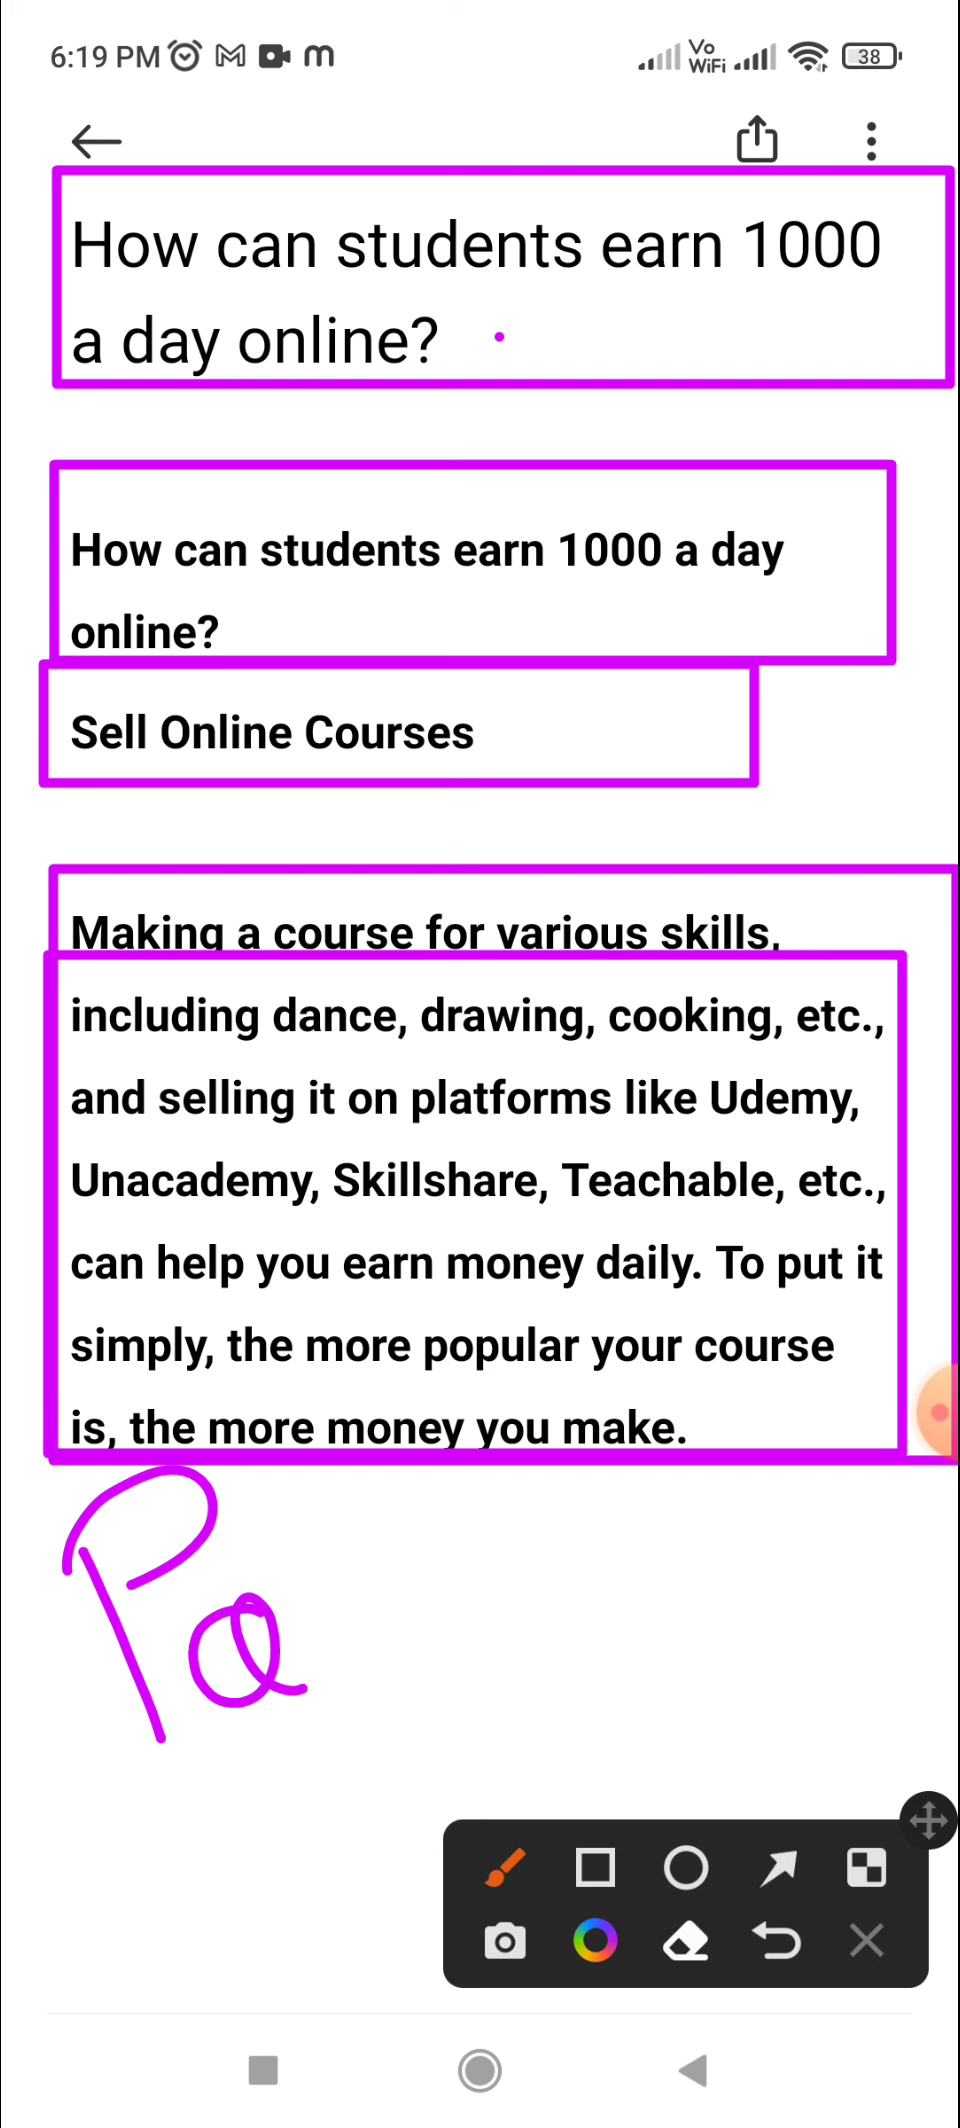 6:19 PM
Vo
WiFi
38
How can students earn 1000
a day online?
How can students earn 1000 a day
online?
Sell Online Courses
Making a course for various skills,
including dance, drawing, cooking, etc.,
and selling it on platforms like Udemy,
Unacademy, Skillshare, Teachable, etc.,
can help you earn money daily. To put it
simply, the more popular your course
is, the more money you make.
Pa